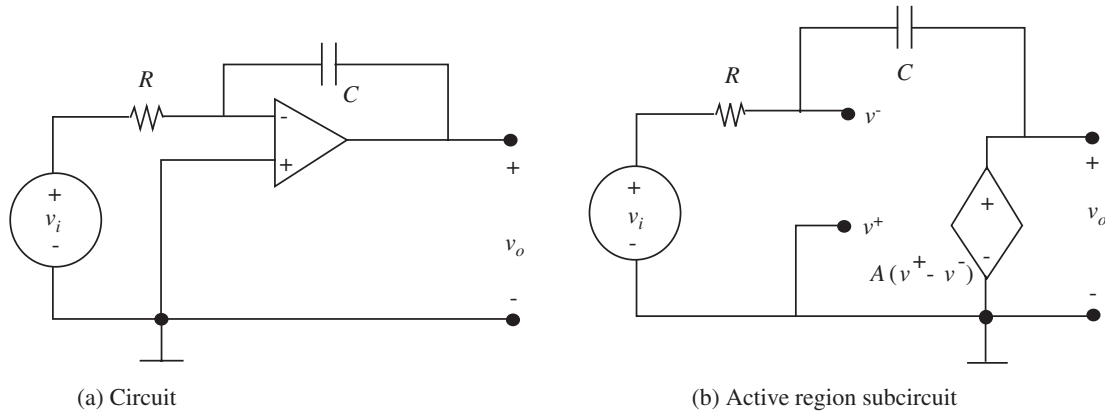 R
C
-
+
+
v_i
-
+
v_o
-
(a) Circuit
R
C
v^-
+
v_i
-
v^+
+
-
A(v^+ - v^-)
+
v_o
-
(b) Active region subcircuit